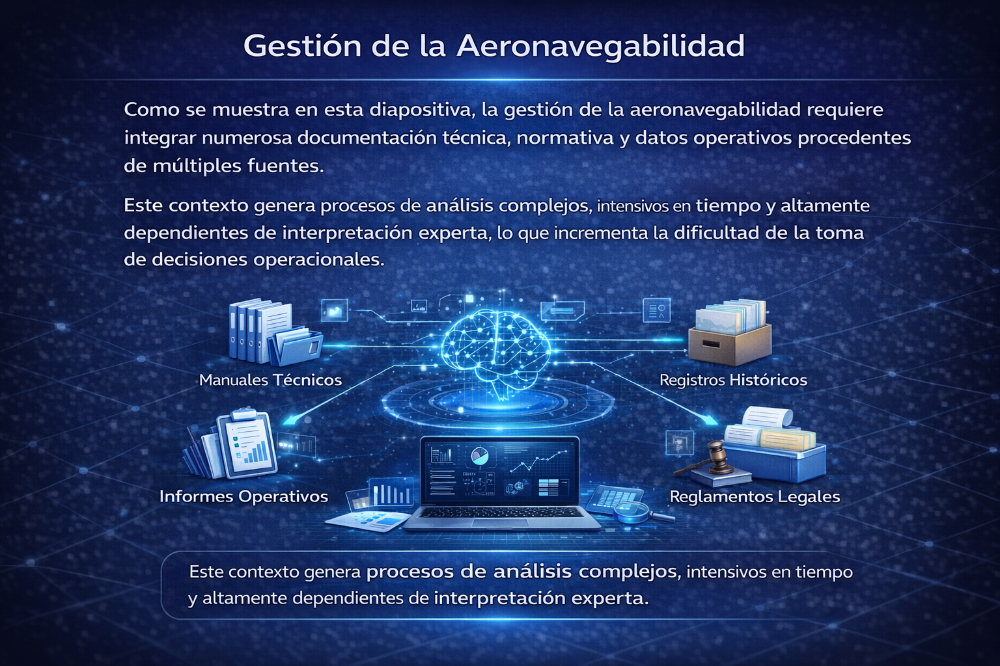 Gestión de la Aeronavegabilidad
Como se muestra en esta diapositiva, la gestión de la aeronavegabilidad requiere
integrar numerosa documentación técnica, normativa y datos operativos procedentes
de múltiples fuentes.
Este contexto genera procesos de análisis complejos, intensivos en tiempo y altamente
dependientes de interpretación experta, lo que incrementa la dificultad de la toma
de decisiones operacionales.
Manuales Técnicos
Registros Históricos
Informes Operativos
Reglamentos Legales
Este contexto genera procesos de análisis complejos, intensivos en tiempo
y altamente dependientes de interpretación experta.